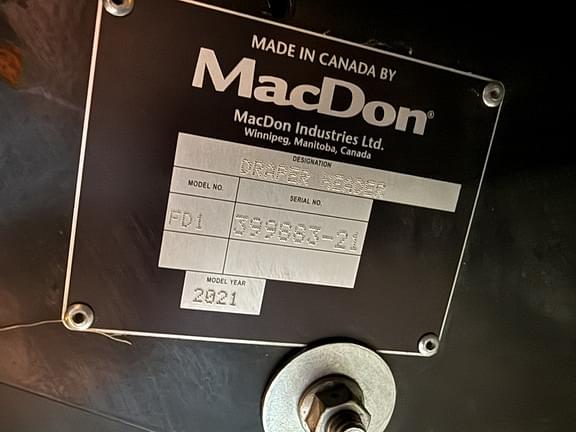 MADE IN CANADA BY
MacDon®
MacDon Industries Ltd.
Winnipeg, Manitoba, Canada
DESIGNATION
DRAPER HEADER
MODEL NO.
SERIAL NO.
FD1
399883-21
MODEL YEAR
2021